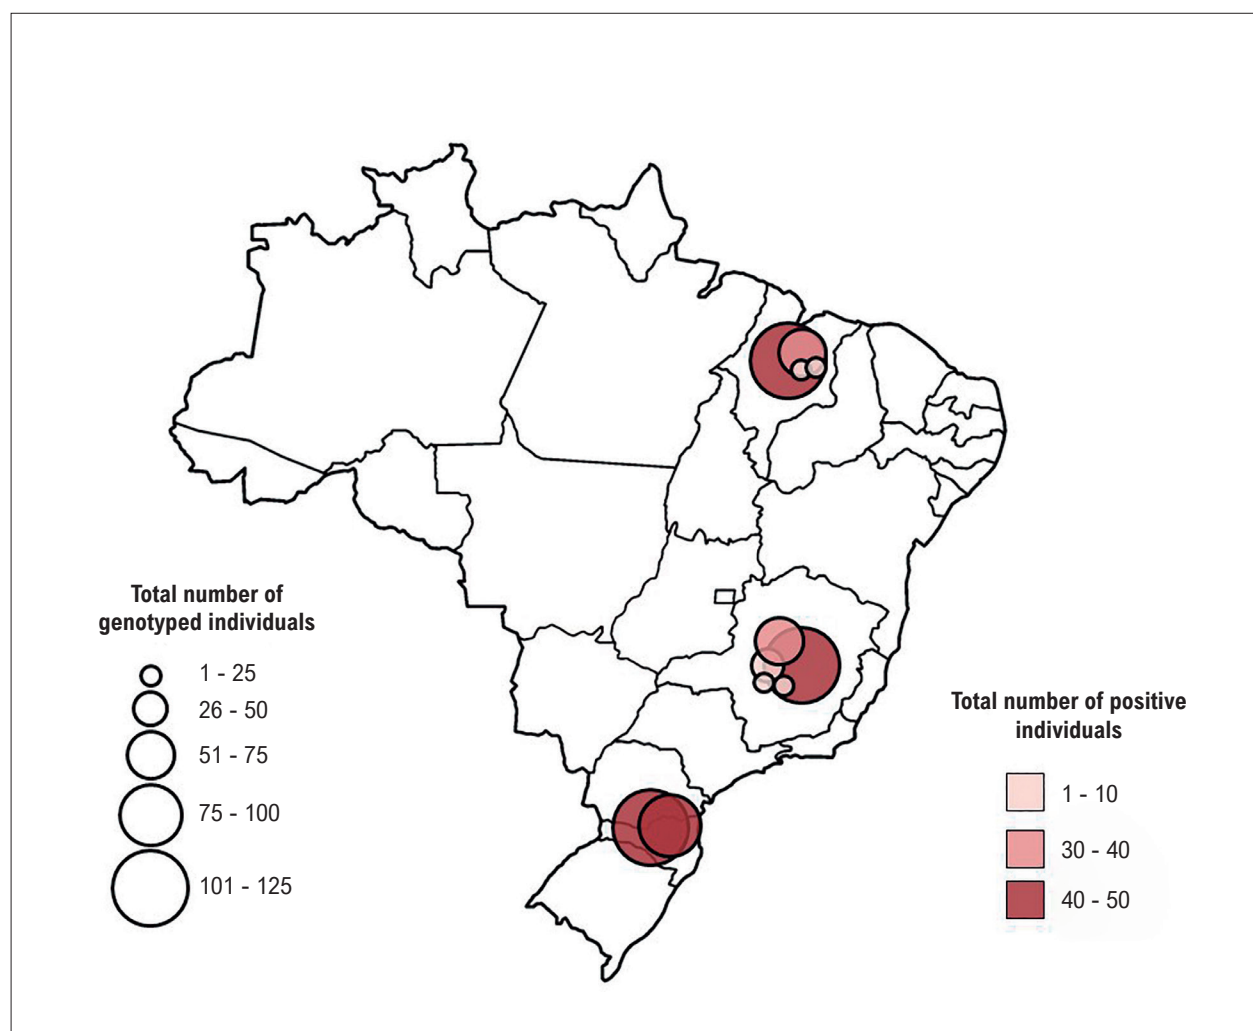 Total number of
genotyped individuals
1 - 25
26 - 50
51 - 75
75 - 100
101 - 125
Total number of positive
individuals
1 - 10
30 - 40
40 - 50